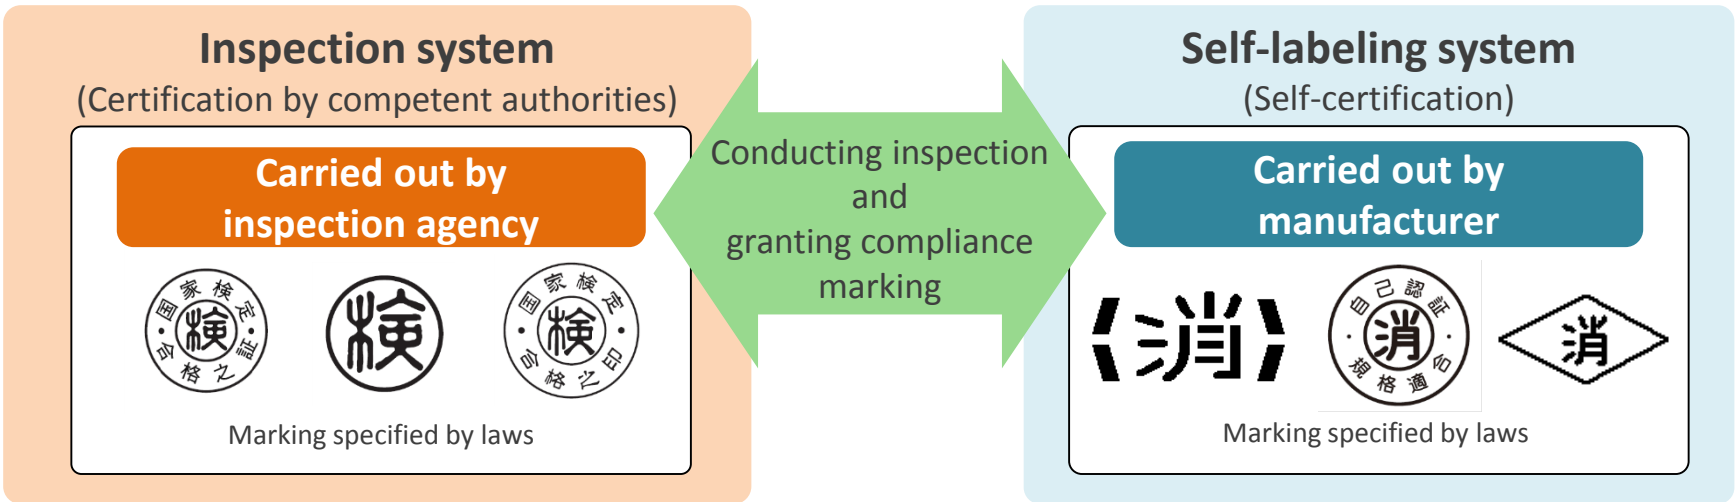 Inspection system
(Certification by competent authorities)
Carried out by
inspection agency
国家検定
検
合格之証
検
国家検定
検
合格之印
Marking specified by laws
Conducting inspection
and
granting compliance
marking
Self-labeling system
(Self-certification)
Carried out by
manufacturer
消
自己認証
消
規格適合
消
Marking specified by laws